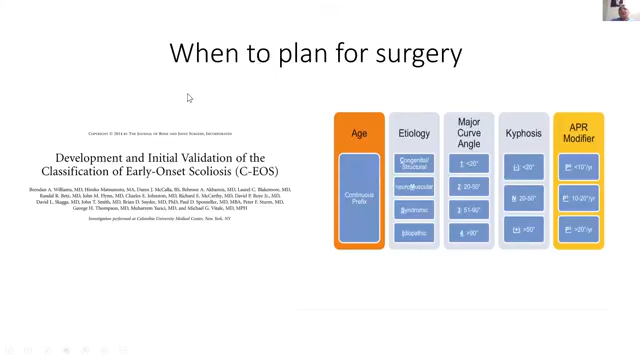 When to plan for surgery
COPYRIGHT © 2014 BY THE JOURNAL OF BONE AND JOINT SURGERY, INCORPORATED
Development and Initial Validation of the
Classification of Early-Onset Scoliosis (C-EOS)
Brendan A. Williams, MD, Hiroko Matsumoto, MA, Daren J. McCalla, BS, Behrooz A. Akbarnia, MD, Laurel C. Blakemore, MD,
Randal R. Betz, MD, John M. Flynn, MD, Charles E. Johnston, MD, Richard E. McCarthy, MD, David P. Roye Jr., MD,
David L. Skaggs, MD, John T. Smith, MD, Brian D. Snyder, MD, PhD, Paul D. Sponseller, MD, MBA, Peter F. Sturm, MD,
George H. Thompson, MD, Muharrem Yazici, MD, and Michael G. Vitale, MD, MPH
Investigation performed at Columbia University Medical Center, New York, NY
Age
Continuous
Prefix
Etiology
Congenital/
Structural
neuroMuscular
Syndromic
Idiopathic
Major
Curve
Angle
1: <20°
2: 20-50°
3: 51-90°
4: >90°
Kyphosis
(-): <20°
N: 20-50°
(+): >50°
APR
Modifier
P0: <10°/yr
P1: 10-20°/yr
P2: >20°/yr